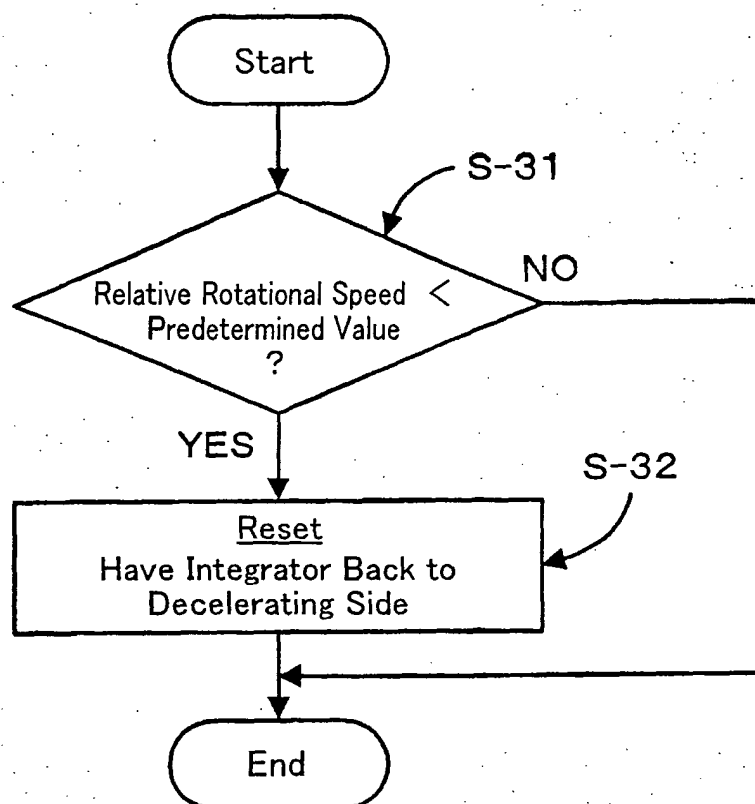 Start
S-31
Relative Rotational Speed <
Predetermined Value
?
NO
YES
S-32
Reset
Have Integrator Back to
Decelerating Side
End